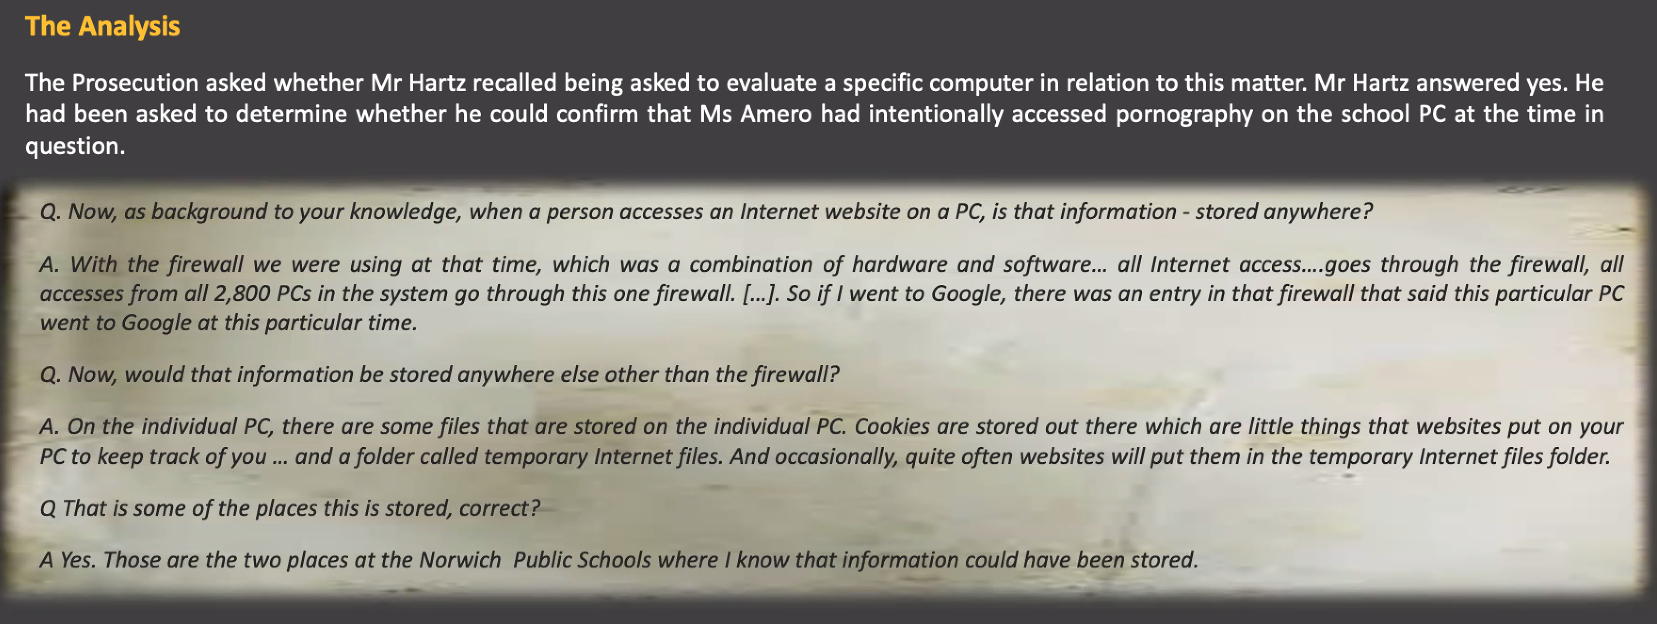 The Analysis
The Prosecution asked whether Mr Hartz recalled being asked to evaluate a specific computer in relation to this matter. Mr Hartz answered yes. He
had been asked to determine whether he could confirm that Ms Amero had intentionally accessed pornography on the school PC at the time in
question.
Q. Now, as background to your knowledge, when a person accesses an Internet website on a PC, is that information - stored anywhere?
A. With the firewall we were using at that time, which was a combination of hardware and software... all Internet access....goes through the firewall, all
accesses from all 2,800 PCs in the system go through this one firewall. [...]. So if I went to Google, there was an entry in that firewall that said this particular PC
went to Google at this particular time.
Q. Now, would that information be stored anywhere else other than the firewall?
A. On the individual PC, there are some files that are stored on the individual PC. Cookies are stored out there which are little things that websites put on your
PC to keep track of you ... and a folder called temporary Internet files. And occasionally, quite often websites will put them in the temporary Internet files folder.
Q That is some of the places this is stored, correct?
A Yes. Those are the two places at the Norwich Public Schools where I know that information could have been stored.